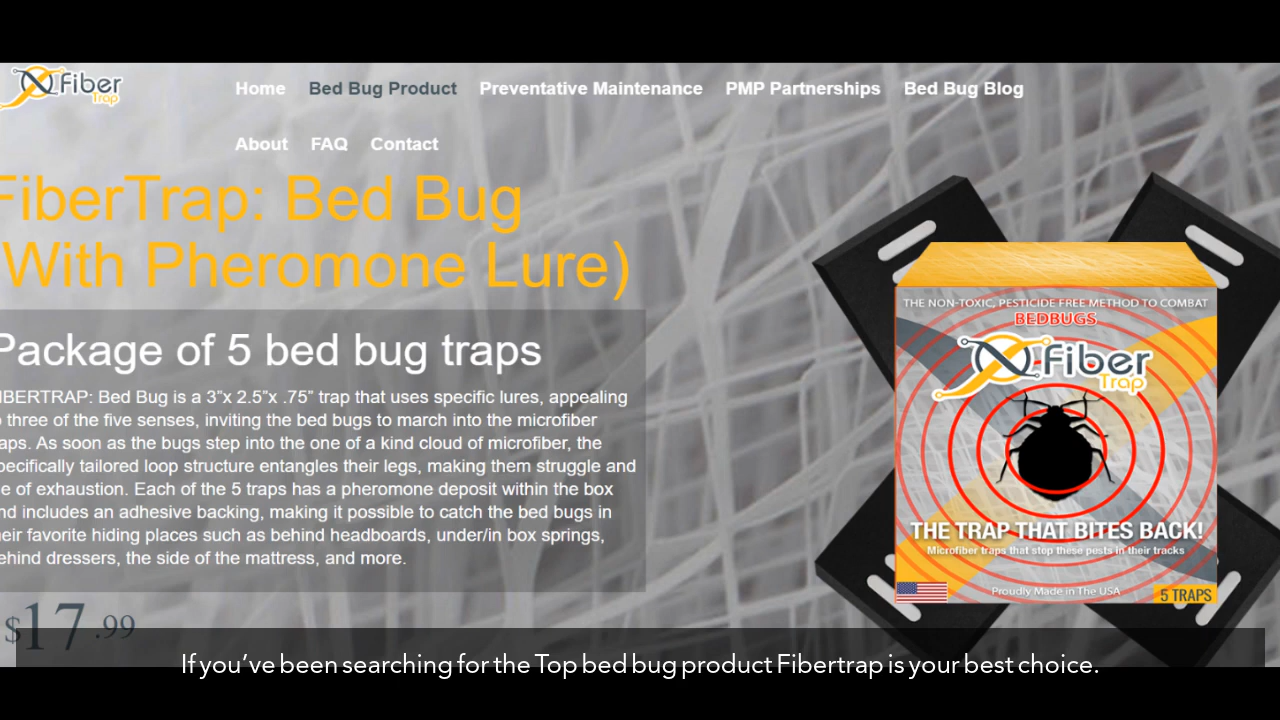 Fiber
Trap
Home Bed Bug Product Preventative Maintenance PMP Partnerships Bed Bug Blog
About FAQ Contact
FiberTrap: Bed Bug
(With Pheromone Lure)
Package of 5 bed bug traps
IBERTRAP: Bed Bug is a 3"x 2.5"x .75" trap that uses specific lures, appealing
o three of the five senses, inviting the bed bugs to march into the microfiber
aps. As soon as the bugs step into the one of a kind cloud of microfiber, the
pecifically tailored loop structure entangles their legs, making them struggle and
e of exhaustion. Each of the 5 traps has a pheromone deposit within the box
nd includes an adhesive backing, making it possible to catch the bed bugs in
eir favorite hiding places such as behind headboards, under/in box springs,
ehind dressers, the side of the mattress, and more.
$17.99
THE NON-TOXIC, PESTICIDE FREE METHOD TO COMBAT
BEDBUGS
Fiber
Trap
THE TRAP THAT BITES BACK!
Microfiber traps that stop these pests in their tracks
Proudly Made in The USA
5 TRAPS
If you've been searching for the Top bed bug product Fibertrap is your best choice.